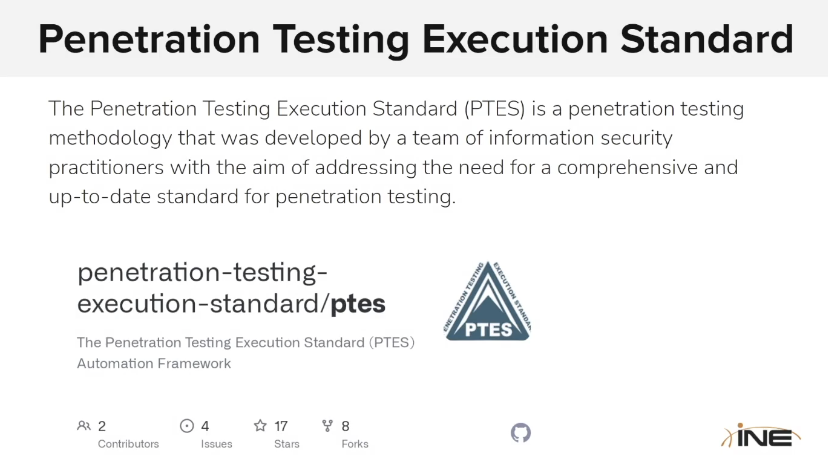 Penetration Testing Execution Standard
The Penetration Testing Execution Standard (PTES) is a penetration testing
methodology that was developed by a team of information security
practitioners with the aim of addressing the need for a comprehensive and
up-to-date standard for penetration testing.
penetration-testing-
execution-standard/ptes
The Penetration Testing Execution Standard (PTES)
Automation Framework
ENETRATION TESTING
EXECUTION STANDAR
PTES
2
Contributors
4
Issues
17
Stars
8
Forks
INE